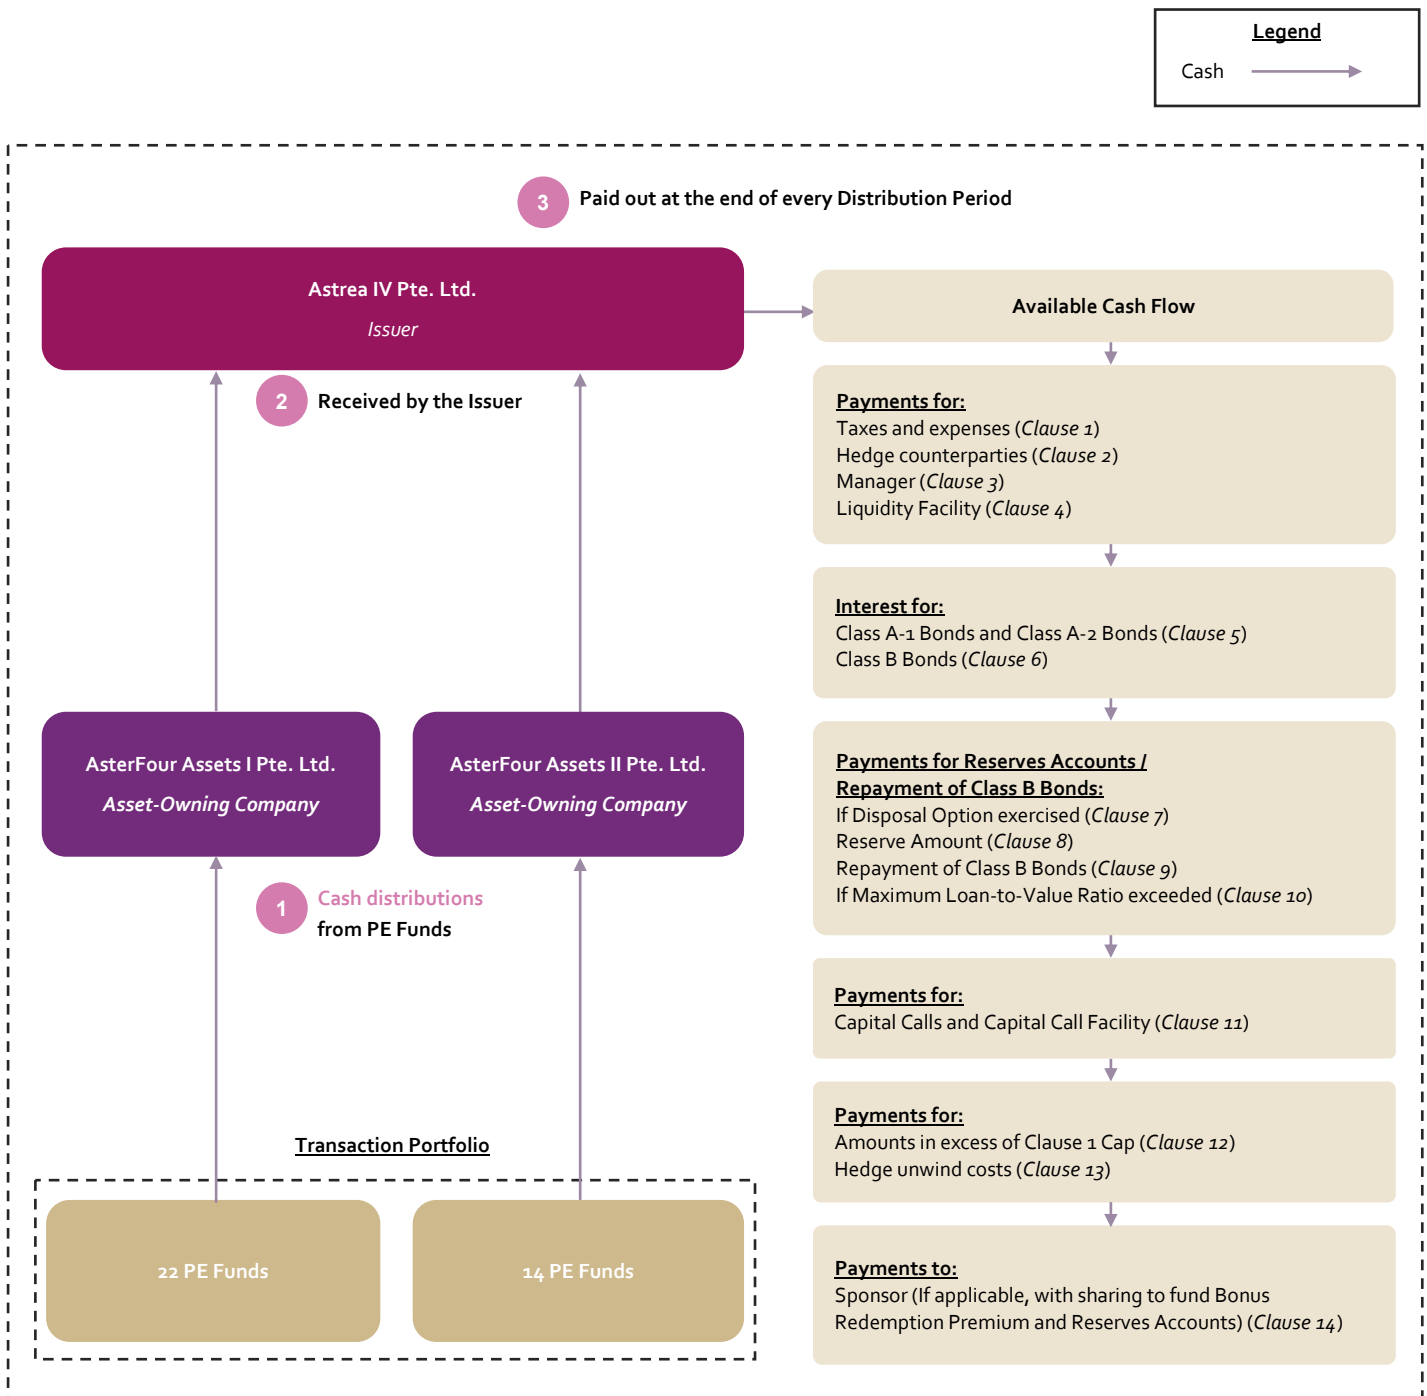 Legend
Cash
3
Paid out at the end of every Distribution Period
Astrea IV Pte. Ltd.
Issuer
2
Received by the Issuer
AsterFour Assets I Pte. Ltd.
Asset-Owning Company
AsterFour Assets II Pte. Ltd.
Asset-Owning Company
1
Cash distributions
from PE Funds
Transaction Portfolio
22 PE Funds
14 PE Funds
Available Cash Flow
Payments for:
Taxes and expenses (Clause 1)
Hedge counterparties (Clause 2)
Manager (Clause 3)
Liquidity Facility (Clause 4)
Interest for:
Class A-1 Bonds and Class A-2 Bonds (Clause 5)
Class B Bonds (Clause 6)
Payments for Reserves Accounts /
Repayment of Class B Bonds:
If Disposal Option exercised (Clause 7)
Reserve Amount (Clause 8)
Repayment of Class B Bonds (Clause 9)
If Maximum Loan-to-Value Ratio exceeded (Clause 10)
Payments for:
Capital Calls and Capital Call Facility (Clause 11)
Payments for:
Amounts in excess of Clause 1 Cap (Clause 12)
Hedge unwind costs (Clause 13)
Payments to:
Sponsor (If applicable, with sharing to fund Bonus
Redemption Premium and Reserves Accounts) (Clause 14)